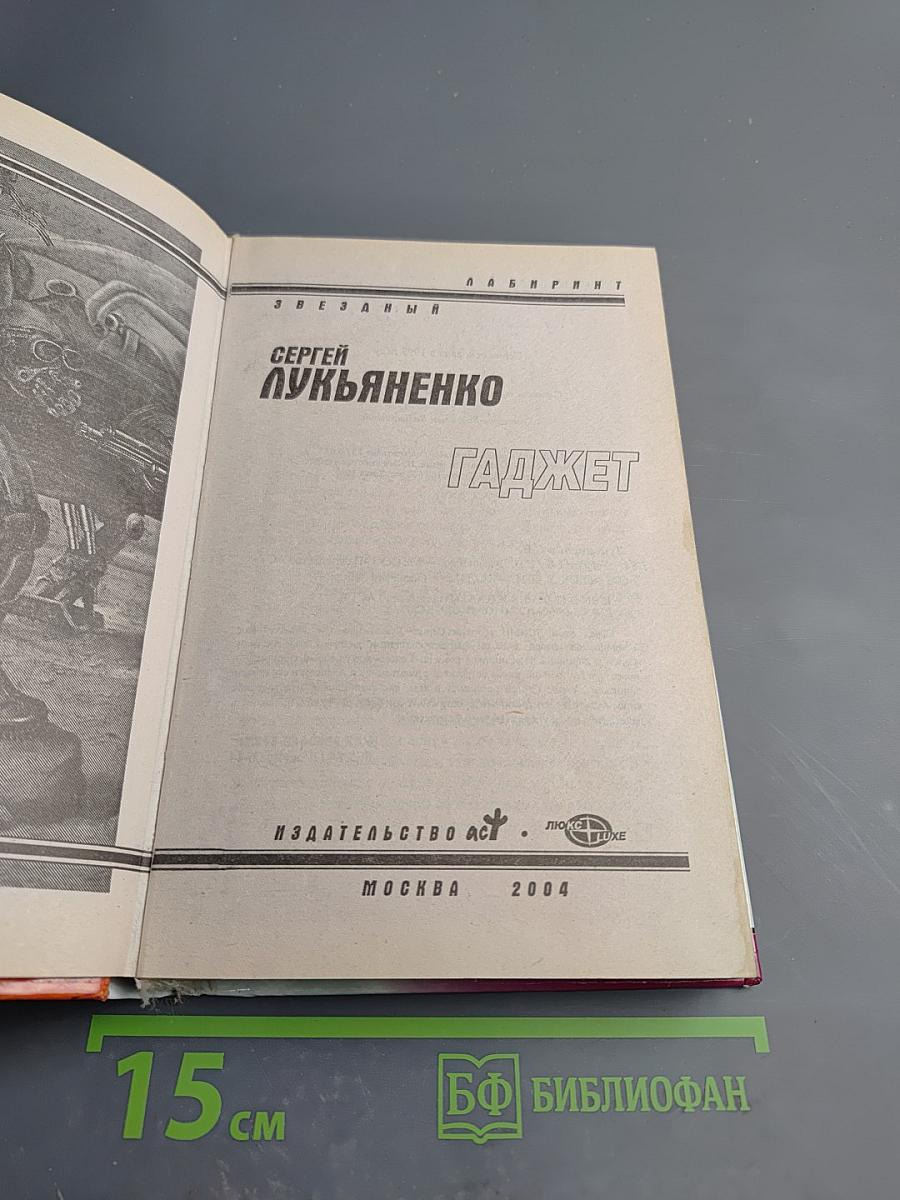 ЛАБИРИНТ
ЗВЕЗДНЫЙ
СЕРГЕЙ
ЛУКЬЯНЕНКО
ГАДЖЕТ
ИЗДАТЕЛЬСТВО АСТ • ЛЮКС LUXE
МОСКВА 2004
15 см
БФ БИБЛИОФАН